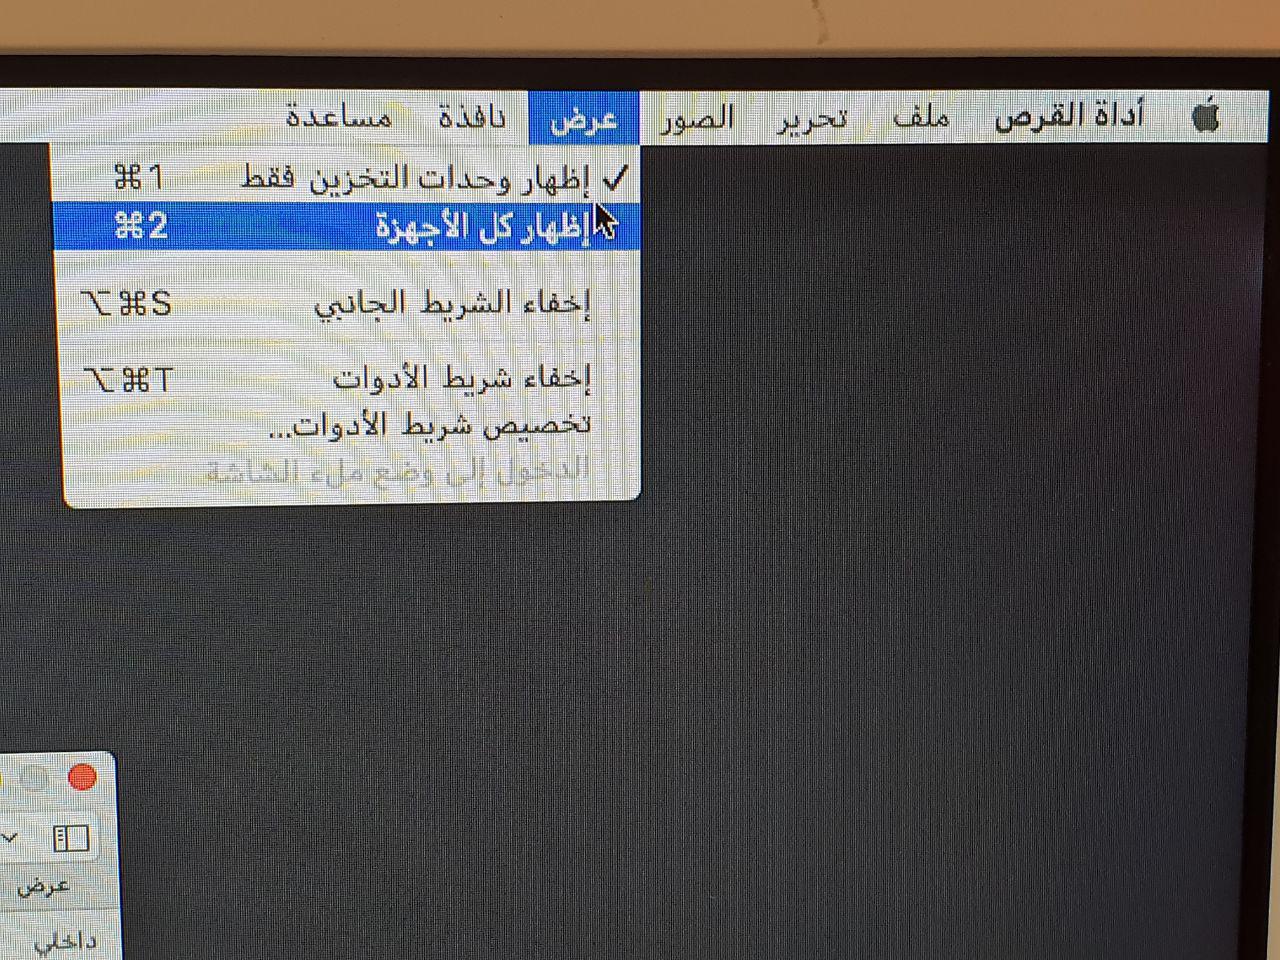 أداة القرص ملف تحرير الصور عرض نافذة مساعدة
✓ إظهار وحدات التخزين فقط ⌘1
إظهار كل الأجهزة ⌘2
إخفاء الشريط الجانبي ⌥⌘S
إخفاء شريط الأدوات ⌥⌘T
تخصيص شريط الأدوات...
الدخول إلى وضع ملء الشاشة
عرض
داخلي